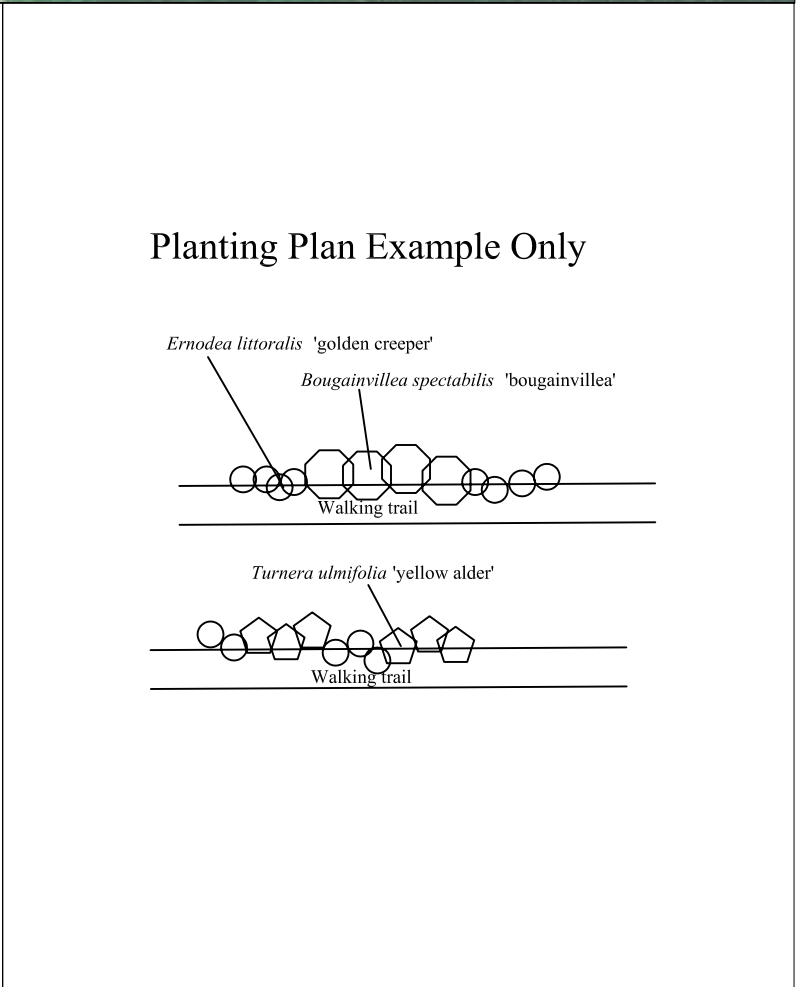 Planting Plan Example Only
Ernodea littoralis 'golden creeper'
Bougainvillea spectabilis 'bougainvillea'
Walking trail
Turnera ulmifolia 'yellow alder'
Walking trail